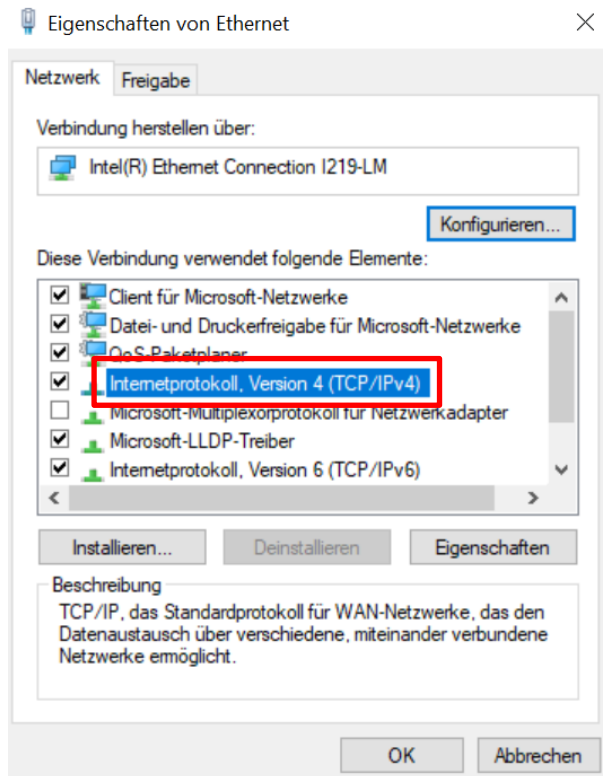 Eigenschaften von Ethernet
Netzwerk Freigabe
Verbindung herstellen über:
Intel(R) Ethernet Connection I219-LM
Konfigurieren...
Diese Verbindung verwendet folgende Elemente:
Client für Microsoft-Netzwerke
Datei- und Druckerfreigabe für Microsoft-Netzwerke
QoS-Paketplaner
Internetprotokoll, Version 4 (TCP/IPv4)
Microsoft-Multiplexorprotokoll für Netzwerkadapter
Microsoft-LLDP-Treiber
Internetprotokoll, Version 6 (TCP/IPv6)
Installieren... Deinstallieren Eigenschaften
Beschreibung
TCP/IP, das Standardprotokoll für WAN-Netzwerke, das den
Datenaustausch über verschiedene, miteinander verbundene
Netzwerke ermöglicht.
OK Abbrechen